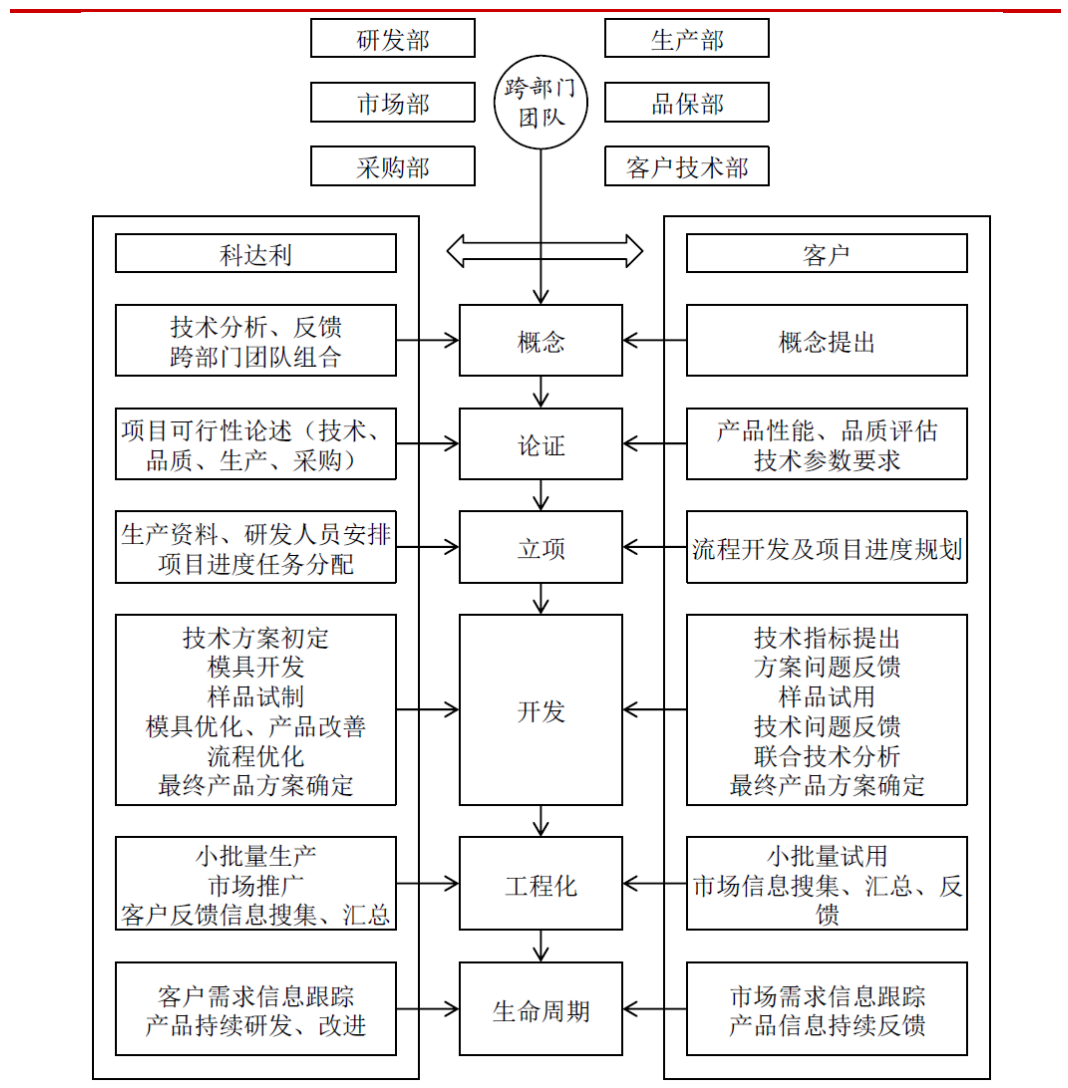 研发部
生产部
跨部门
团队
市场部
品保部
采购部
客户技术部
科达利
客户
技术分析、反馈
跨部门团队组合
概念
概念提出
项目可行性论述（技术、
品质、生产、采购）
论证
产品性能、品质评估
技术参数要求
生产资料、研发人员安排
项目进度任务分配
立项
流程开发及项目进度规划
技术方案初定
模具开发
样品试制
模具优化、产品改善
流程优化
最终产品方案确定
开发
技术指标提出
方案问题反馈
样品试用
技术问题反馈
联合技术分析
最终产品方案确定
小批量生产
市场推广
客户反馈信息搜集、汇总
工程化
小批量试用
市场信息搜集、汇总、反
馈
客户需求信息跟踪
产品持续研发、改进
生命周期
市场需求信息跟踪
产品信息持续反馈